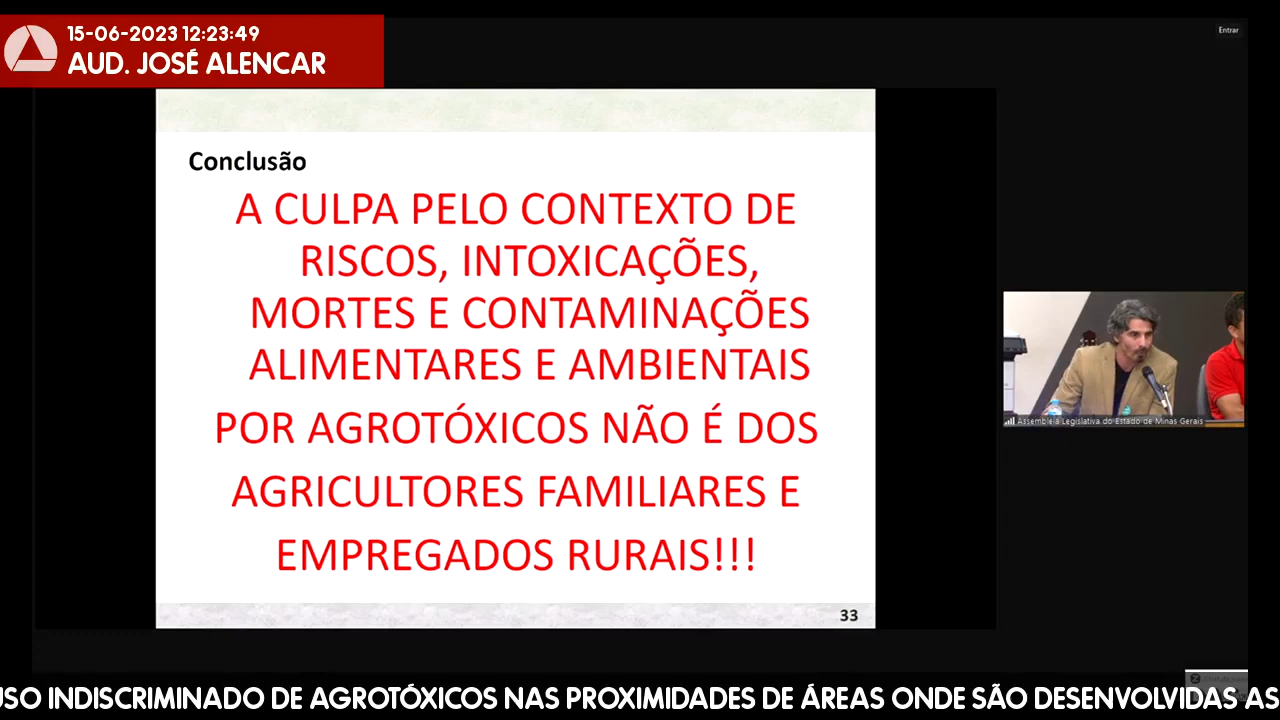 15-06-2023 12:23:49
AUD. JOSÉ ALENCAR
Entrar
Conclusão
A CULPA PELO CONTEXTO DE
RISCOS, INTOXICAÇÕES,
MORTES E CONTAMINAÇÕES
ALIMENTARES E AMBIENTAIS
POR AGROTÓXICOS NÃO É DOS
AGRICULTORES FAMILIARES E
EMPREGADOS RURAIS!!!
33
Assembleia Legislativa do Estado de Minas Gerais
USO INDISCRIMINADO DE AGROTÓXICOS NAS PROXIMIDADES DE ÁREAS ONDE SÃO DESENVOLVIDAS AS